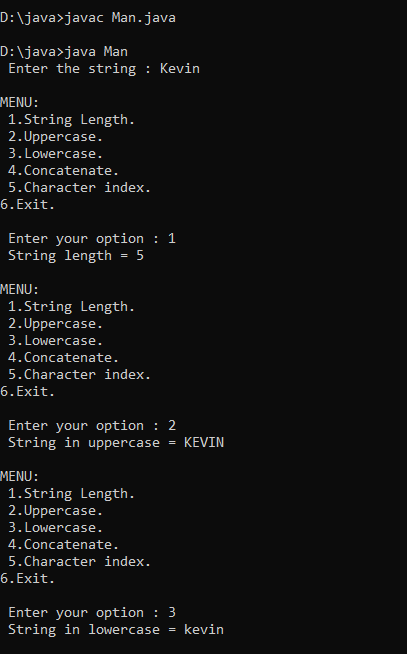 D:\java>javac Man.java
D:\java>java Man
Enter the string : Kevin
MENU:
1.String Length.
2.Uppercase.
3.Lowercase.
4.Concatenate.
5.Character index.
6.Exit.
Enter your option : 1
String length = 5
MENU:
1.String Length.
2.Uppercase.
3.Lowercase.
4.Concatenate.
5.Character index.
6.Exit.
Enter your option : 2
String in uppercase = KEVIN
MENU:
1.String Length.
2.Uppercase.
3.Lowercase.
4.Concatenate.
5.Character index.
6.Exit.
Enter your option : 3
String in lowercase = kevin